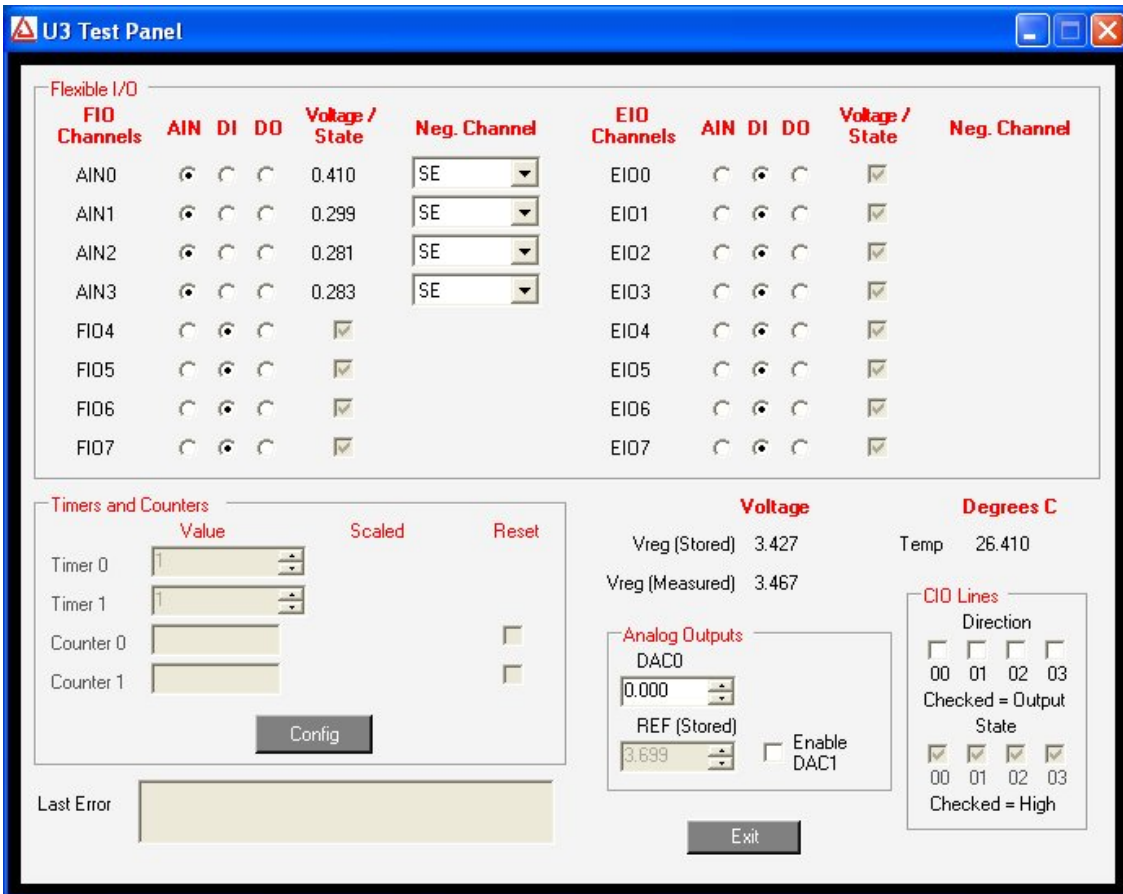 U3 Test Panel
Flexible I/O
FIO Channels AIN DI DO Voltage / State Neg. Channel EIO Channels AIN DI DO Voltage / State Neg. Channel
AIN0 0.410 SE EIO0
AIN1 0.299 SE EIO1
AIN2 0.281 SE EIO2
AIN3 0.283 SE EIO3
FIO4 EIO4
FIO5 EIO5
FIO6 EIO6
FIO7 EIO7
Timers and Counters
Value Scaled Reset
Timer 0 1
Timer 1 1
Counter 0
Counter 1
Config
Last Error
Voltage
Vreg (Stored) 3.427
Vreg (Measured) 3.467
Degrees C
Temp 26.410
Analog Outputs
DAC0
0.000
REF (Stored)
3.699
Enable DAC1
CIO Lines
Direction
00 01 02 03
Checked = Output
State
00 01 02 03
Checked = High
Exit